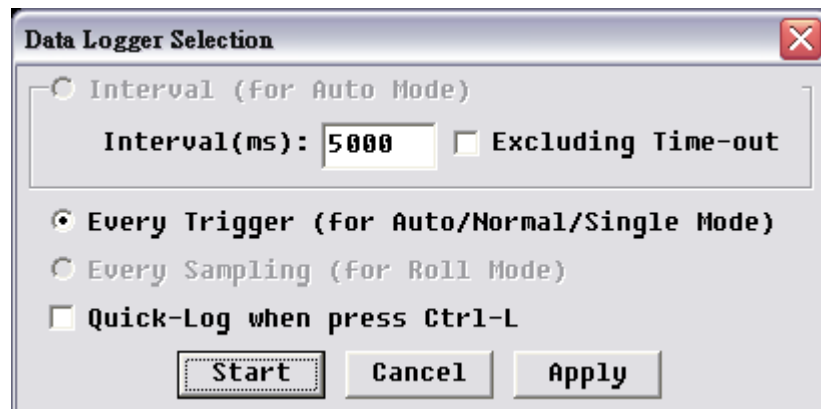 Data Logger Selection
Interval (for Auto Mode)
Interval(ms): 5000 Excluding Time-out
Every Trigger (for Auto/Normal/Single Mode)
Every Sampling (for Roll Mode)
Quick-Log when press Ctrl-L
Start Cancel Apply